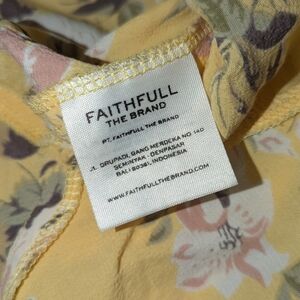 FAITHFULL
THE BRAND
PT. FAITHFULL THE BRAND
JL. DRUPADI, GANG MERDEKA NO 140
SEMINYAK - DENPASAR
BALI 80361, INDONESIA
WWW.FAITHFULLTHEBRAND.COM